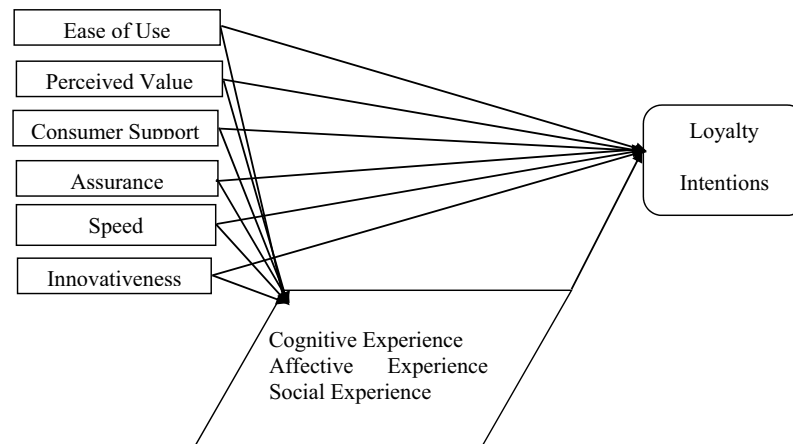 Ease of Use
Perceived Value
Consumer Support
Assurance
Speed
Innovativeness
Loyalty
Intentions
Cognitive Experience
Affective Experience
Social Experience